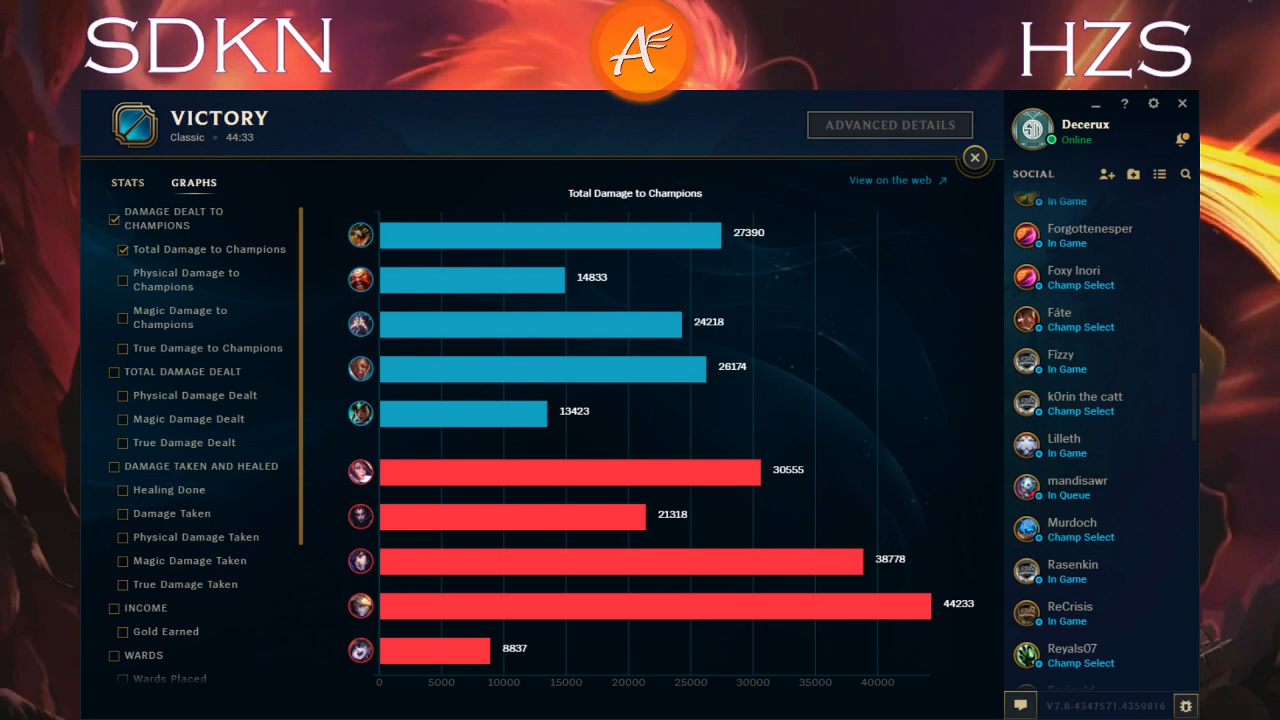 SDKN
HZS
VICTORY
Classic • 44:33
ADVANCED DETAILS
STATS
GRAPHS
View on the web
DAMAGE DEALT TO
CHAMPIONS
Total Damage to Champions
Physical Damage to
Champions
Magic Damage to
Champions
True Damage to Champions
TOTAL DAMAGE DEALT
Physical Damage Dealt
Magic Damage Dealt
True Damage Dealt
DAMAGE TAKEN AND HEALED
Healing Done
Damage Taken
Physical Damage Taken
Magic Damage Taken
True Damage Taken
INCOME
Gold Earned
WARDS
Wards Placed
Total Damage to Champions
27390
14833
24218
26174
13423
30555
21318
38778
44233
8837
0 5000 10000 15000 20000 25000 30000 35000 40000
?
Decerux
Online
SOCIAL
In Game
Forgottenesper
In Game
Foxy Inori
Champ Select
Fáte
Champ Select
Fizzy
In Game
k0rin the catt
Champ Select
Lilleth
In Game
mandisawr
In Queue
Murdoch
Champ Select
Rasenkin
In Game
ReCrisis
In Game
Reyals07
Champ Select
V7.8-4347571.4359816